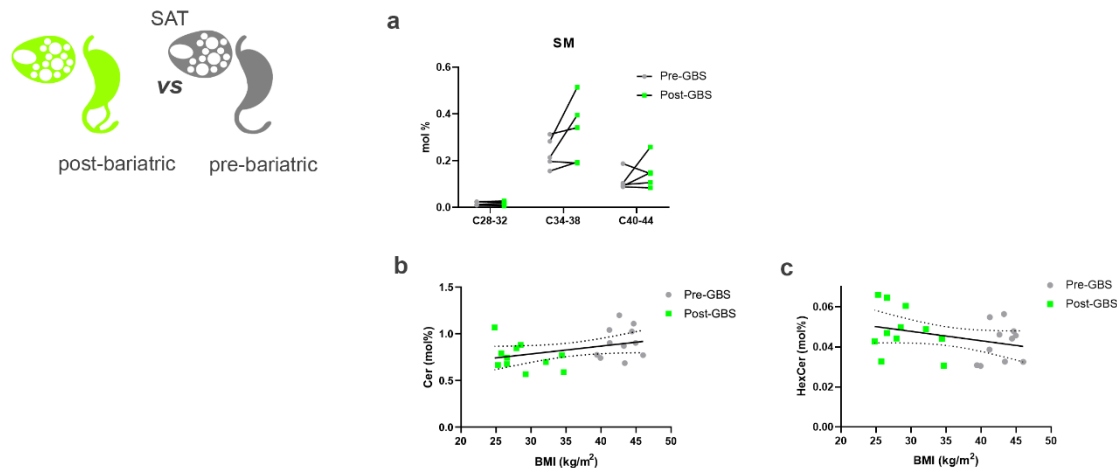 SAT
vs
post-bariatric pre-bariatric
a
SM
Pre-GBS
Post-GBS
mol %
0.6
0.4
0.2
0.0
C28-32 C34-38 C40-44
b
Pre-GBS
Post-GBS
Cer (mol%)
1.5
1.0
0.5
0.0
20 25 30 35 40 45 50
BMI (kg/m²)
c
Pre-GBS
Post-GBS
HexCer (mol%)
0.06
0.04
0.02
0.00
20 25 30 35 40 45 50
BMI (kg/m²)